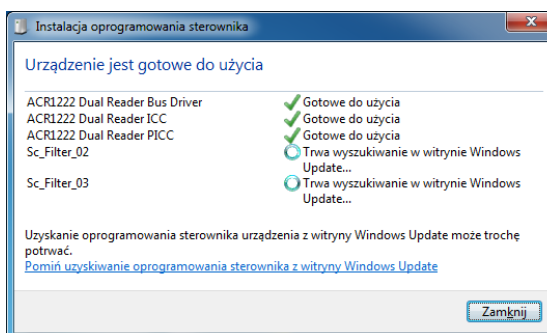 Instalacja oprogramowania sterownika
Urządzenie jest gotowe do użycia
ACR1222 Dual Reader Bus Driver Gotowe do użycia
ACR1222 Dual Reader ICC Gotowe do użycia
ACR1222 Dual Reader PICC Gotowe do użycia
Sc_Filter_02 Trwa wyszukiwanie w witrynie Windows
Update...
Sc_Filter_03 Trwa wyszukiwanie w witrynie Windows
Update...
Uzyskanie oprogramowania sterownika urządzenia z witryny Windows Update może trochę
potrwać.
Pomiń uzyskiwanie oprogramowania sterownika z witryny Windows Update
Zamknij